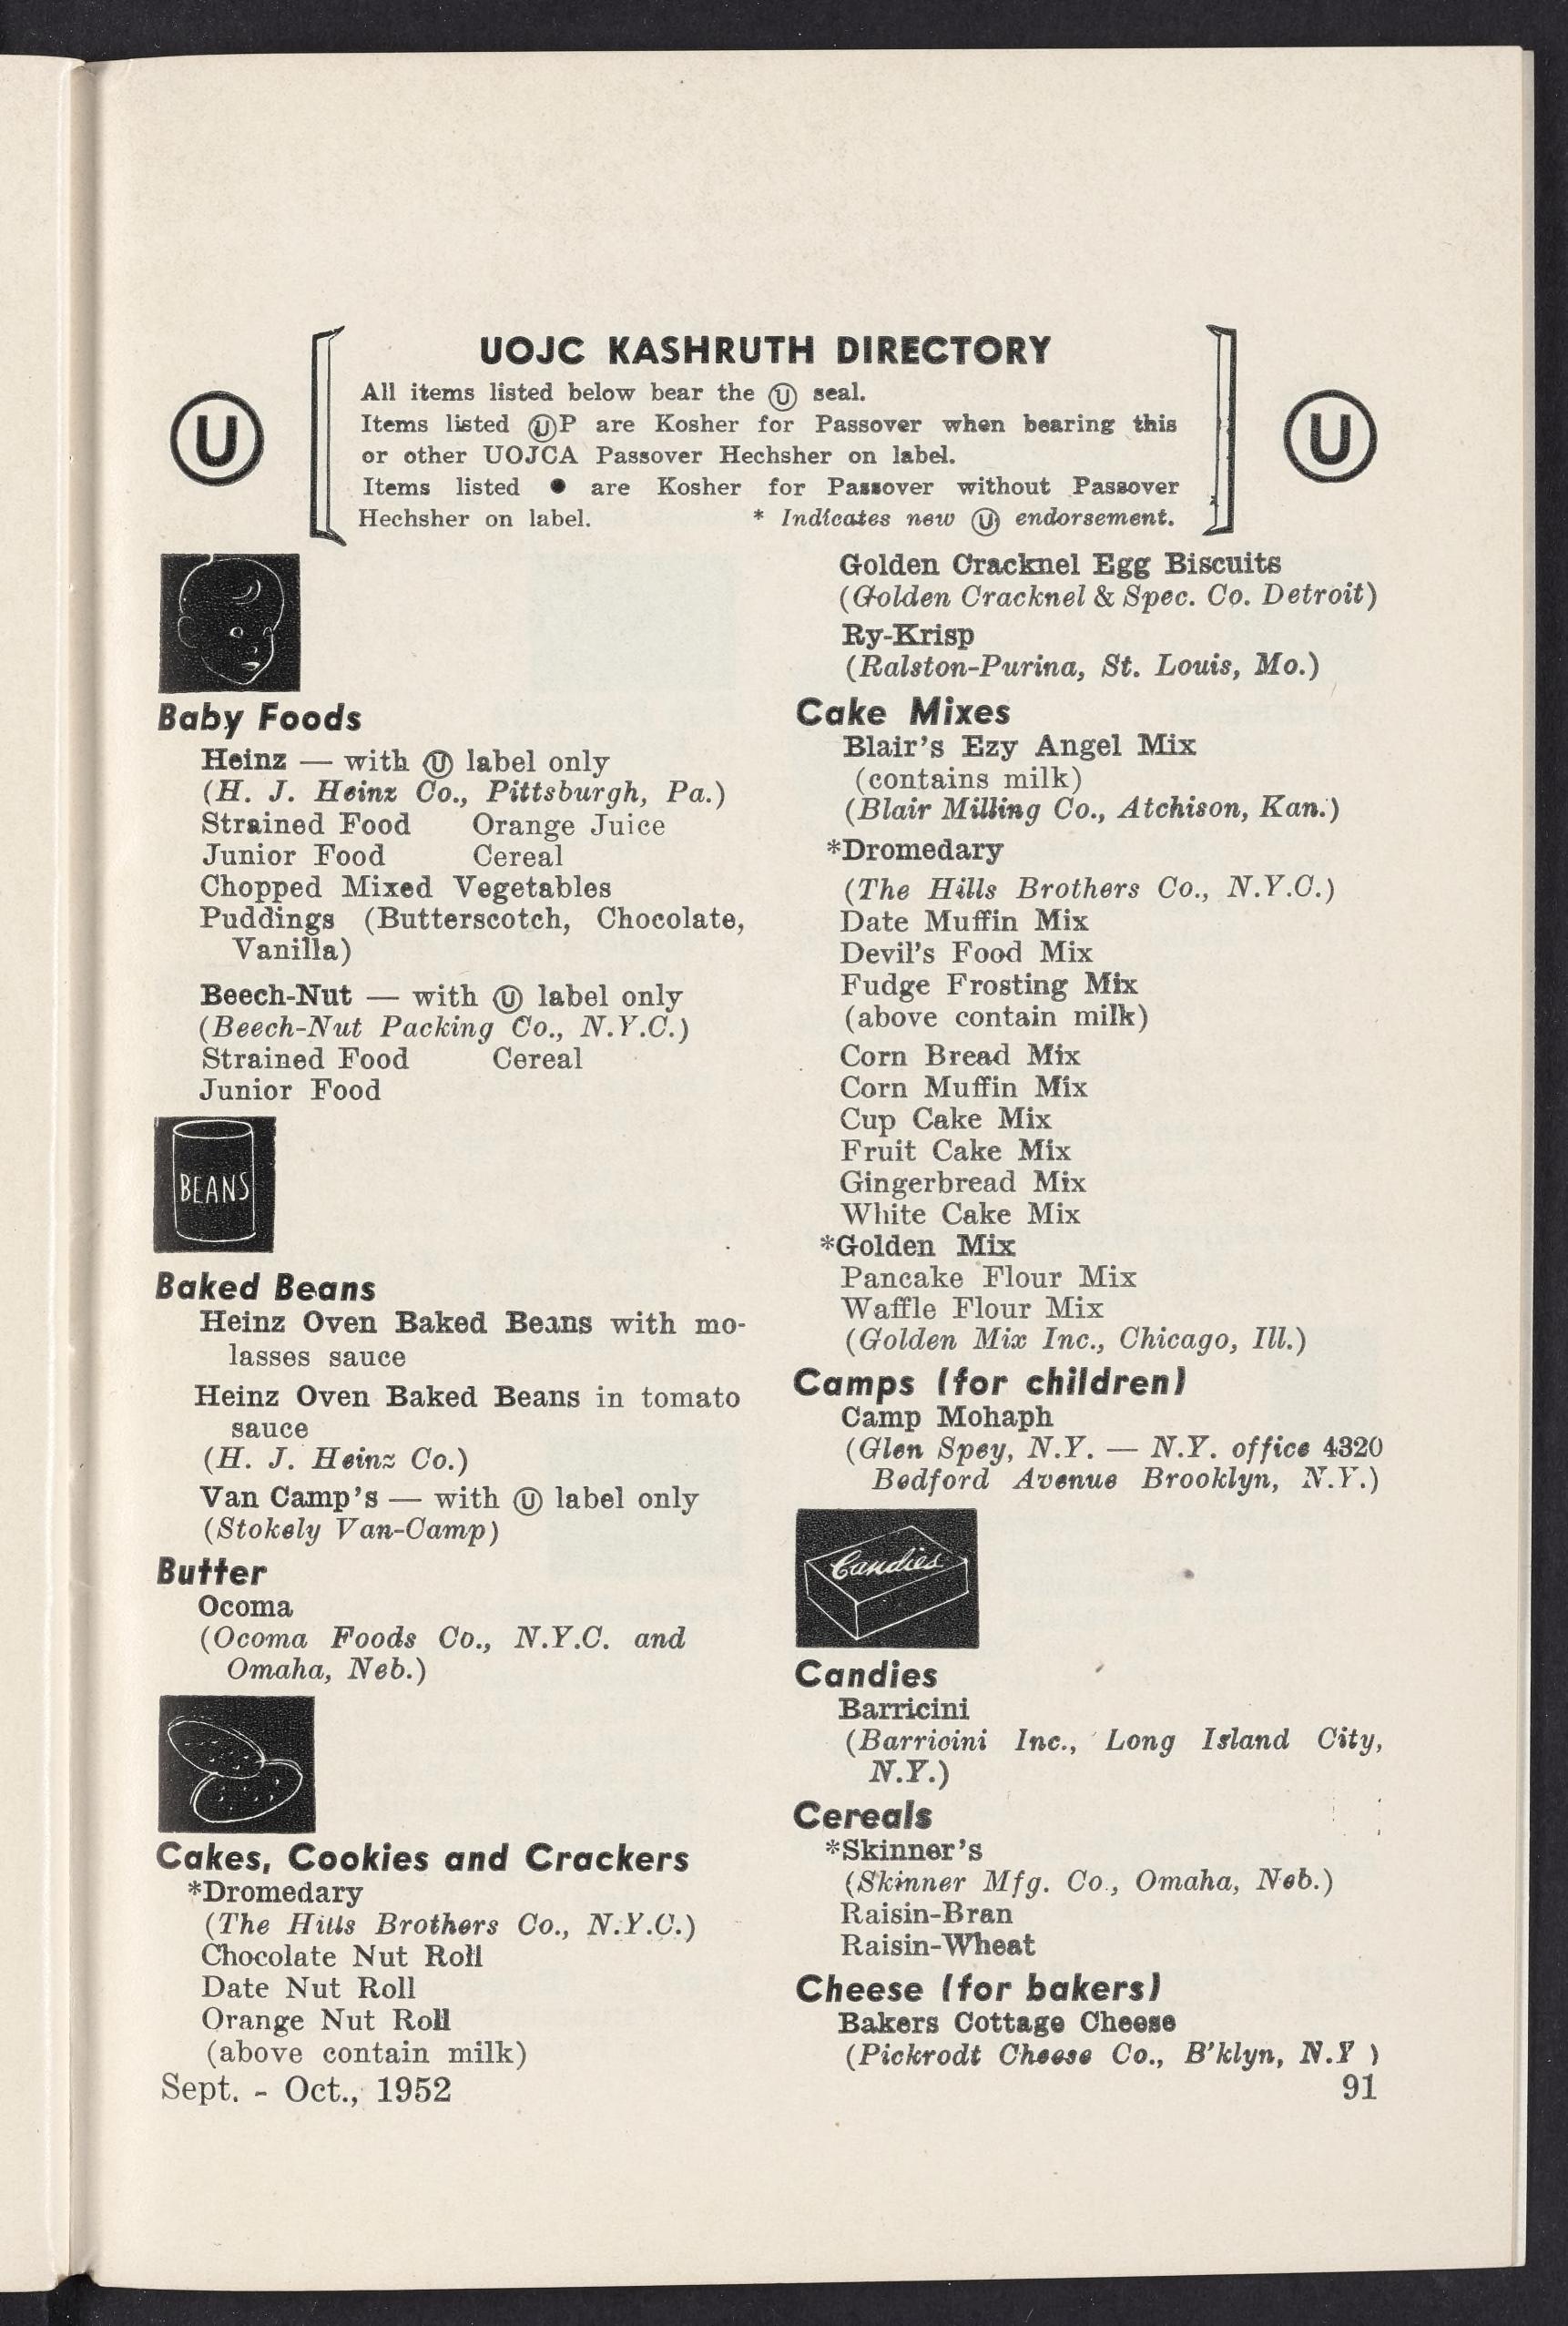 UOJC KASHRUTH DIRECTORY
All items listed below bear the Ⓤ seal.
Items listed ⓊP are Kosher for Passover when bearing this
or other UOJCA Passover Hechsher on label.
Items listed ● are Kosher for Passover without Passover
Hechsher on label. * Indicates new Ⓤ endorsement.
Ⓤ
Ⓤ
Baby Foods
Heinz — with Ⓤ label only
(H. J. Heinz Co., Pittsburgh, Pa.)
Strained Food Orange Juice
Junior Food Cereal
Chopped Mixed Vegetables
Puddings (Butterscotch, Chocolate,
Vanilla)
Beech-Nut — with Ⓤ label only
(Beech-Nut Packing Co., N.Y.C.)
Strained Food Cereal
Junior Food
BEANS
Baked Beans
Heinz Oven Baked Beans with mo-
lasses sauce
Heinz Oven Baked Beans in tomato
sauce
(H. J. Heinz Co.)
Van Camp's — with Ⓤ label only
(Stokely Van-Camp)
Butter
Ocoma
(Ocoma Foods Co., N.Y.C. and
Omaha, Neb.)
Cakes, Cookies and Crackers
*Dromedary
(The Hills Brothers Co., N.Y.C.)
Chocolate Nut Roll
Date Nut Roll
Orange Nut Roll
(above contain milk)
Golden Cracknel Egg Biscuits
(Golden Cracknel & Spec. Co. Detroit)
Ry-Krisp
(Ralston-Purina, St. Louis, Mo.)
Cake Mixes
Blair's Ezy Angel Mix
(contains milk)
(Blair Milling Co., Atchison, Kan.)
*Dromedary
(The Hills Brothers Co., N.Y.C.)
Date Muffin Mix
Devil's Food Mix
Fudge Frosting Mix
(above contain milk)
Corn Bread Mix
Corn Muffin Mix
Cup Cake Mix
Fruit Cake Mix
Gingerbread Mix
White Cake Mix
*Golden Mix
Pancake Flour Mix
Waffle Flour Mix
(Golden Mix Inc., Chicago, Ill.)
Camps (for children)
Camp Mohaph
(Glen Spey, N.Y. — N.Y. office 4320
Bedford Avenue Brooklyn, N.Y.)
Candies
Candies
Barricini
(Barricini Inc., Long Island City,
N.Y.)
Cereals
*Skinner's
(Skinner Mfg. Co., Omaha, Neb.)
Raisin-Bran
Raisin-Wheat
Cheese (for bakers)
Bakers Cottage Cheese
(Pickrodt Cheese Co., B'klyn, N.Y )
Sept. - Oct., 1952
91